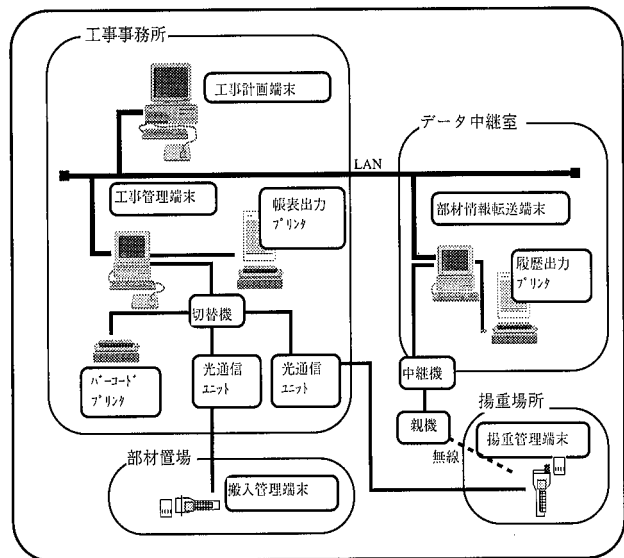 工事事務所
工事計画端末
データ中継室
LAN
工事管理端末
帳表出力
プリンタ
部材情報転送端末
履歴出力
プリンタ
切替機
バーコード
プリンタ
光通信
ユニット
光通信
ユニット
中継機
親機
揚重場所
無線
揚重管理端末
部材置場
搬入管理端末